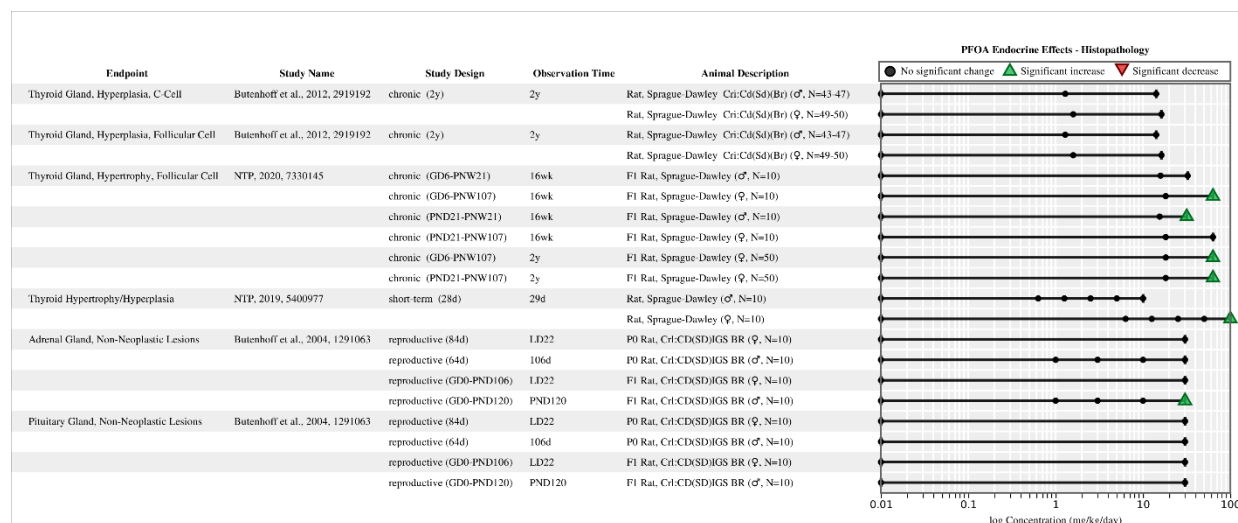 PFOA Endocrine Effects - Histopathology
Endpoint Study Name Study Design Observation Time Animal Description
No significant change Significant increase Significant decrease
Thyroid Gland, Hyperplasia, C-Cell Butenhoff et al., 2012, 2919192 chronic (2y) 2y Rat, Sprague-Dawley Crl:Cd(Sd)(Br) (♂, N=43-47)
Rat, Sprague-Dawley Crl:Cd(Sd)(Br) (♀, N=49-50)
Thyroid Gland, Hyperplasia, Follicular Cell Butenhoff et al., 2012, 2919192 chronic (2y) 2y Rat, Sprague-Dawley Crl:Cd(Sd)(Br) (♂, N=43-47)
Rat, Sprague-Dawley Crl:Cd(Sd)(Br) (♀, N=49-50)
Thyroid Gland, Hypertrophy, Follicular Cell NTP, 2020, 7330145 chronic (GD6-PNW21) 16wk F1 Rat, Sprague-Dawley (♂, N=10)
chronic (GD6-PNW107) 16wk F1 Rat, Sprague-Dawley (♀, N=10)
chronic (PND21-PNW21) 16wk F1 Rat, Sprague-Dawley (♂, N=10)
chronic (PND21-PNW107) 16wk F1 Rat, Sprague-Dawley (♀, N=10)
chronic (GD6-PNW107) 2y F1 Rat, Sprague-Dawley (♀, N=50)
chronic (PND21-PNW107) 2y F1 Rat, Sprague-Dawley (♀, N=50)
Thyroid Hypertrophy/Hyperplasia NTP, 2019, 5400977 short-term (28d) 29d Rat, Sprague-Dawley (♂, N=10)
Rat, Sprague-Dawley (♀, N=10)
Adrenal Gland, Non-Neoplastic Lesions Butenhoff et al., 2004, 1291063 reproductive (84d) LD22 P0 Rat, Crl:CD(SD)IGS BR (♀, N=10)
reproductive (64d) 106d P0 Rat, Crl:CD(SD)IGS BR (♂, N=10)
reproductive (GD0-PND106) LD22 F1 Rat, Crl:CD(SD)IGS BR (♀, N=10)
reproductive (GD0-PND120) PND120 F1 Rat, Crl:CD(SD)IGS BR (♂, N=10)
Pituitary Gland, Non-Neoplastic Lesions Butenhoff et al., 2004, 1291063 reproductive (84d) LD22 P0 Rat, Crl:CD(SD)IGS BR (♀, N=10)
reproductive (64d) 106d P0 Rat, Crl:CD(SD)IGS BR (♂, N=10)
reproductive (GD0-PND106) LD22 F1 Rat, Crl:CD(SD)IGS BR (♀, N=10)
reproductive (GD0-PND120) PND120 F1 Rat, Crl:CD(SD)IGS BR (♂, N=10)
0.01 0.1 1 10 100
log Concentration (mg/kg/day)